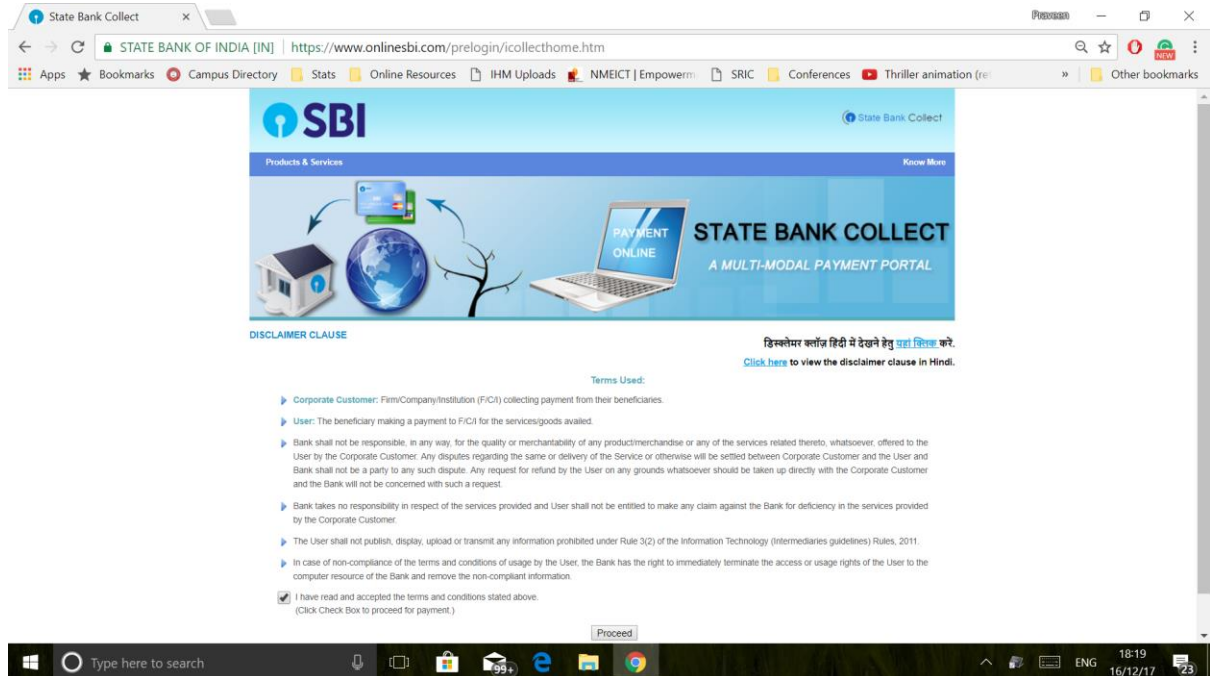 State Bank Collect
Praveen
STATE BANK OF INDIA [IN] https://www.onlinesbi.com/prelogin/icollecthome.htm
NEW
Apps Bookmarks Campus Directory Stats Online Resources IHM Uploads NMEICT | Empowerm SRIC Conferences Thriller animation (re » Other bookmarks
SBI
State Bank Collect
Products & Services Know More
PAYMENT
ONLINE
STATE BANK COLLECT
A MULTI-MODAL PAYMENT PORTAL
DISCLAIMER CLAUSE
डिस्क्लेमर क्लॉज़ हिंदी में देखने हेतु यहां क्लिक करें.
Click here to view the disclaimer clause in Hindi.
Terms Used:
Corporate Customer: Firm/Company/Institution (F/C/I) collecting payment from their beneficiaries.
User: The beneficiary making a payment to F/C/I for the services/goods availed.
Bank shall not be responsible, in any way, for the quality or merchantability of any product/merchandise or any of the services related thereto, whatsoever, offered to the
User by the Corporate Customer. Any disputes regarding the same or delivery of the Service or otherwise will be settled between Corporate Customer and the User and
Bank shall not be a party to any such dispute. Any request for refund by the User on any grounds whatsoever should be taken up directly with the Corporate Customer
and the Bank will not be concerned with such a request.
Bank takes no responsibility in respect of the services provided and User shall not be entitled to make any claim against the Bank for deficiency in the services provided
by the Corporate Customer.
The User shall not publish, display, upload or transmit any information prohibited under Rule 3(2) of the Information Technology (Intermediaries guidelines) Rules, 2011.
In case of non-compliance of the terms and conditions of usage by the User, the Bank has the right to immediately terminate the access or usage rights of the User to the
computer resource of the Bank and remove the non-compliant information.
I have read and accepted the terms and conditions stated above.
(Click Check Box to proceed for payment.)
Proceed
Type here to search
99+
ENG
18:19
16/12/17
23